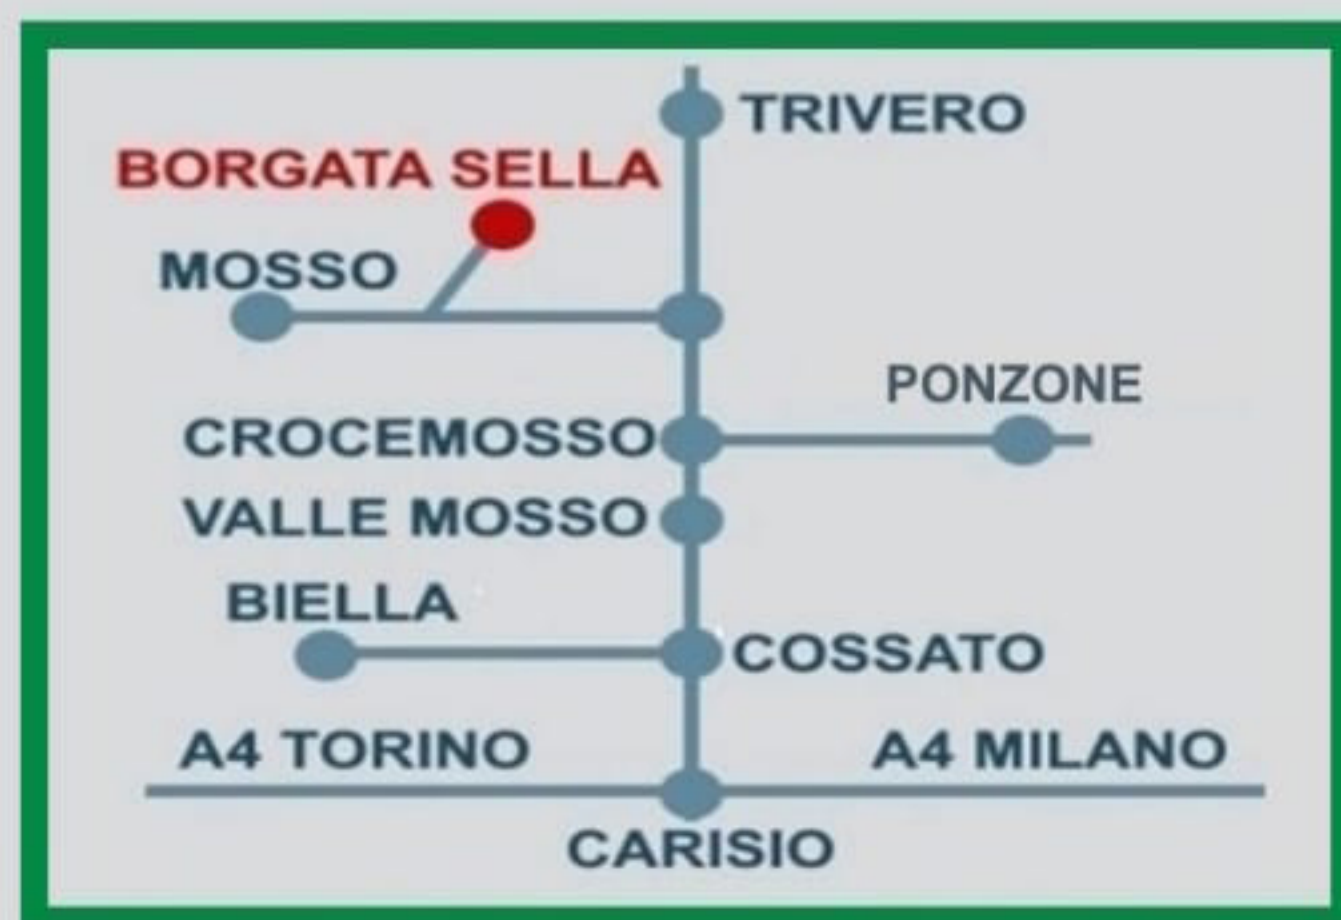 TRIVERO
BORGATA SELLA
MOSSO
PONZONE
CROCEMOSSO
VALLE MOSSO
BIELLA
COSSATO
A4 TORINO
A4 MILANO
CARISIO